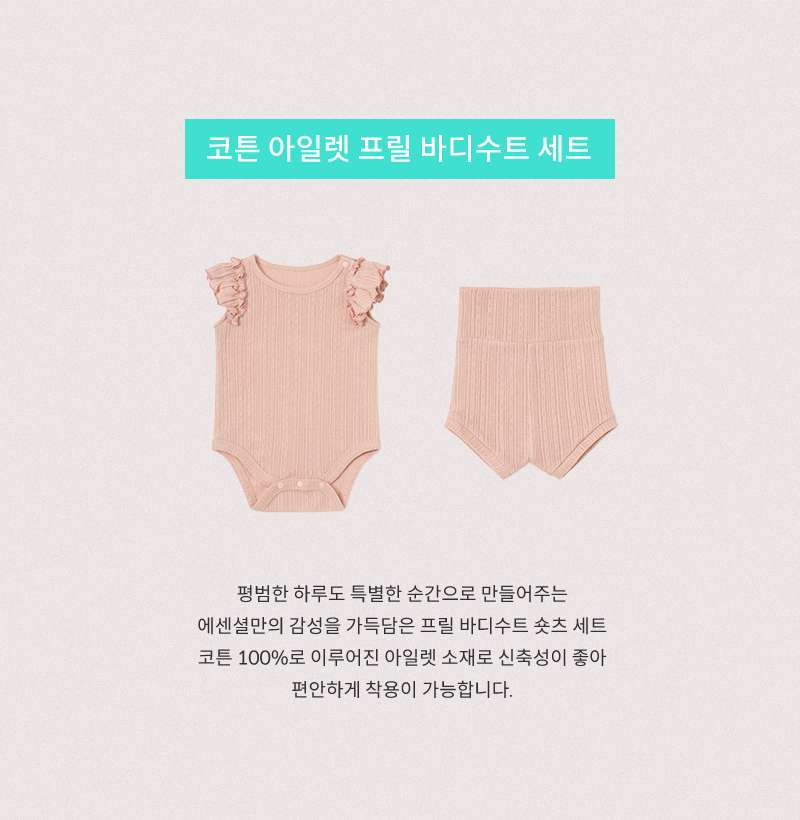 코튼 아일렛 프릴 바디수트 세트
평범한 하루도 특별한 순간으로 만들어주는
에센셜만의 감성을 가득담은 프릴 바디수트 숏츠 세트
코튼 100%로 이루어진 아일렛 소재로 신축성이 좋아
편안하게 착용이 가능합니다.